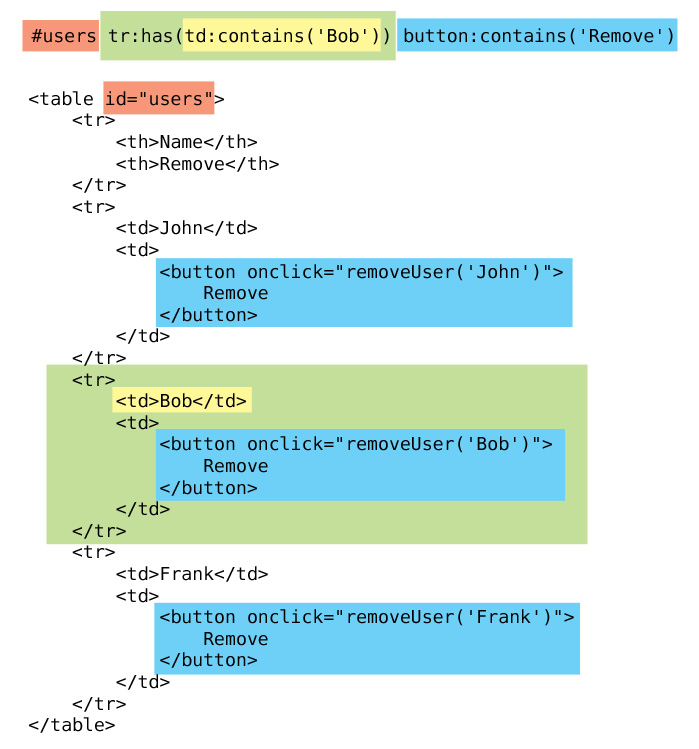 #users tr:has(td:contains('Bob')) button:contains('Remove')
<table id="users">
    <tr>
        <th>Name</th>
        <th>Remove</th>
    </tr>
    <tr>
        <td>John</td>
        <td>
            <button onclick="removeUser('John')">
                Remove
            </button>
        </td>
    </tr>
    <tr>
        <td>Bob</td>
        <td>
            <button onclick="removeUser('Bob')">
                Remove
            </button>
        </td>
    </tr>
    <tr>
        <td>Frank</td>
        <td>
            <button onclick="removeUser('Frank')">
                Remove
            </button>
        </td>
    </tr>
</table>